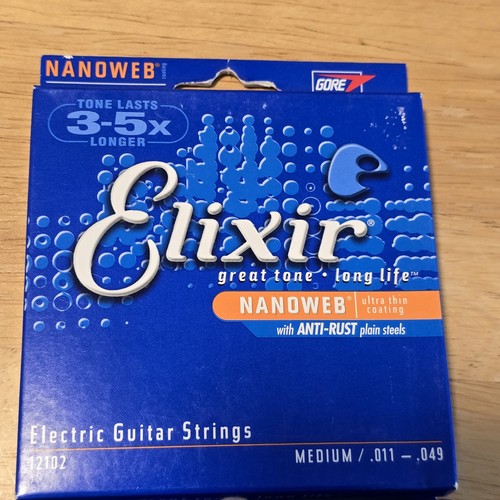 NANOWEB®
GORE
TONE LASTS
3-5x
LONGER
Elixir®
great tone • long life™
NANOWEB® ultra thin
coating
with ANTI-RUST plain steels
Electric Guitar Strings
12102
MEDIUM / .011 – .049